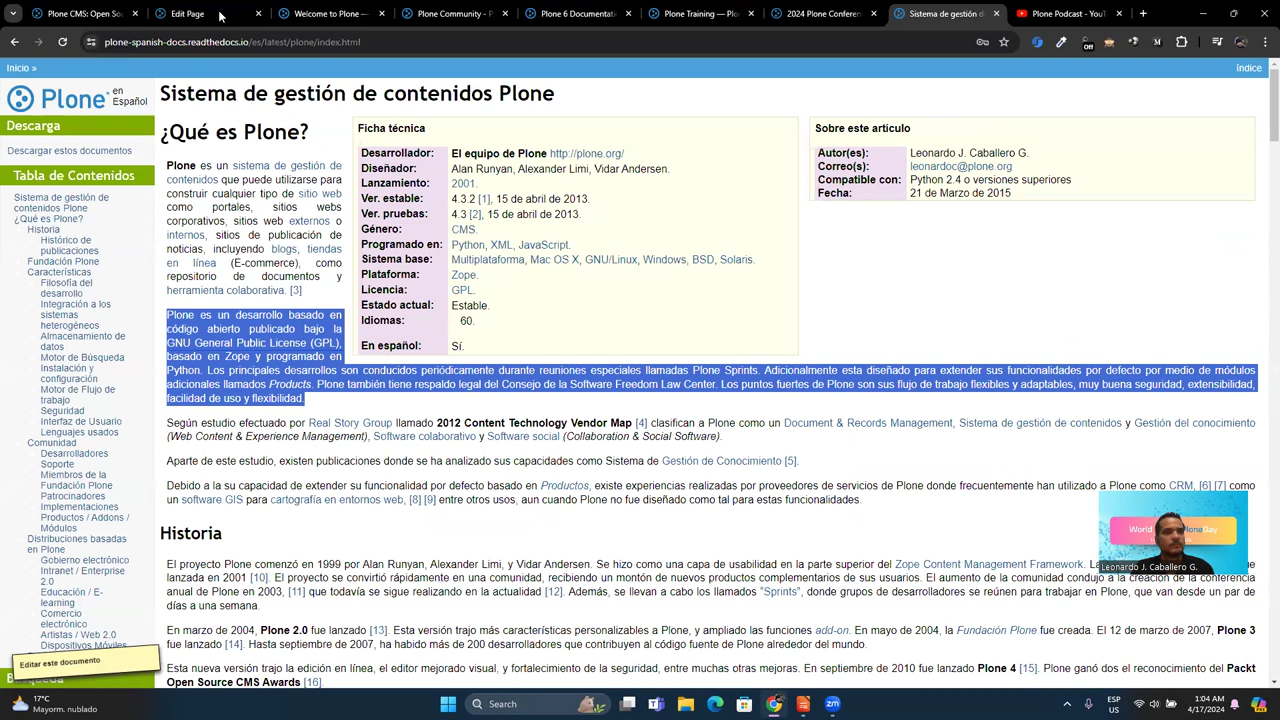 Plone CMS: Open Sou
Edit Page
Welcome to Plone —
Plone Community - P
Plone 6 Documentati
Plone Training — Plo
2024 Plone Conferen
Sistema de gestión d
Plone Podcast - YouT
plone-spanish-docs.readthedocs.io/es/latest/plone/index.html
Off
Inicio »
índice
Plone en Español
Descarga
Descargar estos documentos
Tabla de Contenidos
Sistema de gestión de
contenidos Plone
¿Qué es Plone?
Historia
Histórico de
publicaciones
Fundación Plone
Características
Filosofía del
desarrollo
Integración a los
sistemas
heterogéneos
Almacenamiento de
datos
Motor de Búsqueda
Instalación y
configuración
Motor de Flujo de
trabajo
Seguridad
Interfaz de Usuario
Lenguajes usados
Comunidad
Desarrolladores
Soporte
Miembros de la
Fundación Plone
Patrocinadores
Implementaciones
Productos / Addons /
Módulos
Distribuciones basadas
en Plone
Gobierno electrónico
Intranet / Enterprise
2.0
Educación / E-
learning
Comercio
electrónico
Artistas / Web 2.0
Dispositivos Móviles
Editar este documento
Sistema de gestión de contenidos Plone
¿Qué es Plone?
Plone es un sistema de gestión de
contenidos que puede utilizarse para
construir cualquier tipo de sitio web
como portales, sitios webs
corporativos, sitios web externos o
internos, sitios de publicación de
noticias, incluyendo blogs, tiendas
en línea (E-commerce), como
repositorio de documentos y
herramienta colaborativa. [3]
Ficha técnica
Desarrollador: El equipo de Plone http://plone.org/
Diseñador: Alan Runyan, Alexander Limi, Vidar Andersen.
Lanzamiento: 2001.
Ver. estable: 4.3.2 [1], 15 de abril de 2013.
Ver. pruebas: 4.3 [2], 15 de abril de 2013.
Género: CMS.
Programado en: Python, XML, JavaScript.
Sistema base: Multiplataforma, Mac OS X, GNU/Linux, Windows, BSD, Solaris.
Plataforma: Zope.
Licencia: GPL.
Estado actual: Estable.
Idiomas: 60.
En español: Sí.
Sobre este artículo
Autor(es): Leonardo J. Caballero G.
Correo(s): leonardoc@plone.org
Compatible con: Python 2.4 o versiones superiores
Fecha: 21 de Marzo de 2015
Plone es un desarrollo basado en
código abierto publicado bajo la
GNU General Public License (GPL),
basado en Zope y programado en
Python. Los principales desarrollos son conducidos periódicamente durante reuniones especiales llamadas Plone Sprints. Adicionalmente esta diseñado para extender sus funcionalidades por defecto por medio de módulos
adicionales llamados Products. Plone también tiene respaldo legal del Consejo de la Software Freedom Law Center. Los puntos fuertes de Plone son sus flujo de trabajo flexibles y adaptables, muy buena seguridad, extensibilidad,
facilidad de uso y flexibilidad.
Según estudio efectuado por Real Story Group llamado 2012 Content Technology Vendor Map [4] clasifican a Plone como un Document & Records Management, Sistema de gestión de contenidos y Gestión del conocimiento
(Web Content & Experience Management), Software colaborativo y Software social (Collaboration & Social Software).
Aparte de este estudio, existen publicaciones donde se ha analizado sus capacidades como Sistema de Gestión de Conocimiento [5].
Debido a la su capacidad de extender su funcionalidad por defecto basado en Productos, existe experiencias realizadas por proveedores de servicios de Plone donde frecuentemente han utilizado a Plone como CRM, [6] [7] como
un software GIS para cartografía en entornos web, [8] [9] entre otros usos, aun cuando Plone no fue diseñado como tal para estas funcionalidades.
World PloneDay
Leonardo J. Caballero G.
Historia
El proyecto Plone comenzó en 1999 por Alan Runyan, Alexander Limi, y Vidar Andersen. Se hizo como una capa de usabilidad en la parte superior del Zope Content Management Framework. La
lanzada en 2001 [10]. El proyecto se convirtió rápidamente en una comunidad, recibiendo un montón de nuevos productos complementarios de sus usuarios. El aumento de la comunidad condujo a la creación de la conferencia
anual de Plone en 2003, [11] que todavía se sigue realizando en la actualidad [12]. Además, se llevan a cabo los llamados "Sprints", donde grupos de desarrolladores se reúnen para trabajar en Plone, que van desde un par de
días a una semana.
En marzo de 2004, Plone 2.0 fue lanzado [13]. Esta versión trajo más características personalizables a Plone, y ampliado las funciones add-on. En mayo de 2004, la Fundación Plone fue creada. El 12 de marzo de 2007, Plone 3
fue lanzado [14]. Hasta septiembre de 2007, ha habido más de 200 desarrolladores que contribuyen al código fuente de Plone alrededor del mundo.
Esta nueva versión trajo la edición en línea, el editor mejorado visual, y fortalecimiento de la seguridad, entre muchas otras mejoras. En septiembre de 2010 fue lanzado Plone 4 [15]. Plone ganó dos el reconocimiento del Packt
Open Source CMS Awards [16].
17°C
Mayorm. nublado
Search
ESP
US
1:04 AM
4/17/2024